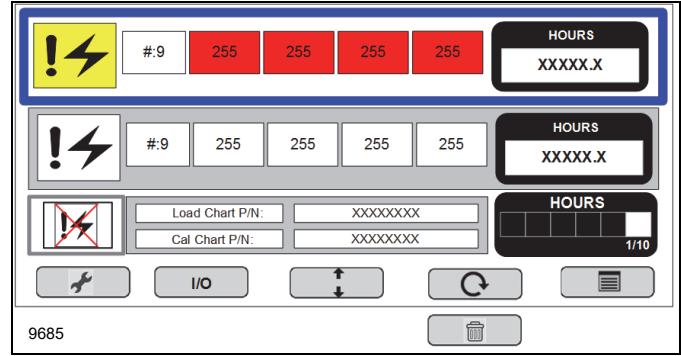 HOURS
#:9 255 255 255 255 XXXXX.X
HOURS
#:9 255 255 255 255 XXXXX.X
HOURS
Load Chart P/N: XXXXXXXX
Cal Chart P/N: XXXXXXXX
1/10
I/O
9685